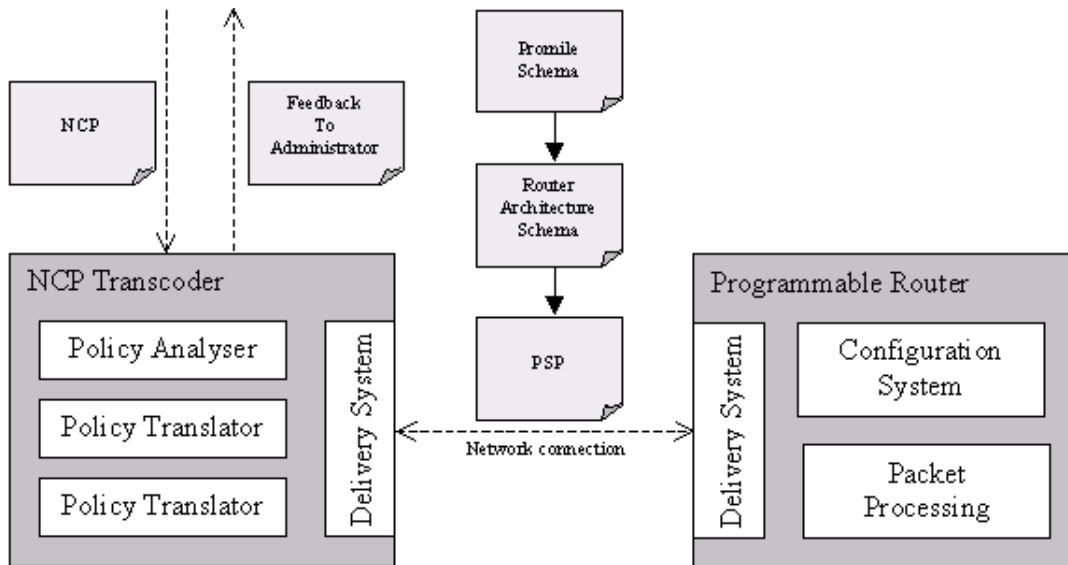 Promile
Schema
NCP
Feedback
To
Administrator
Router
Architecture
Schema
NCP Transcoder
Programmable Router
Policy Analyser
Policy Translator
Policy Translator
Delivery System
PSP
Network connection
Delivery System
Configuration
System
Packet
Processing